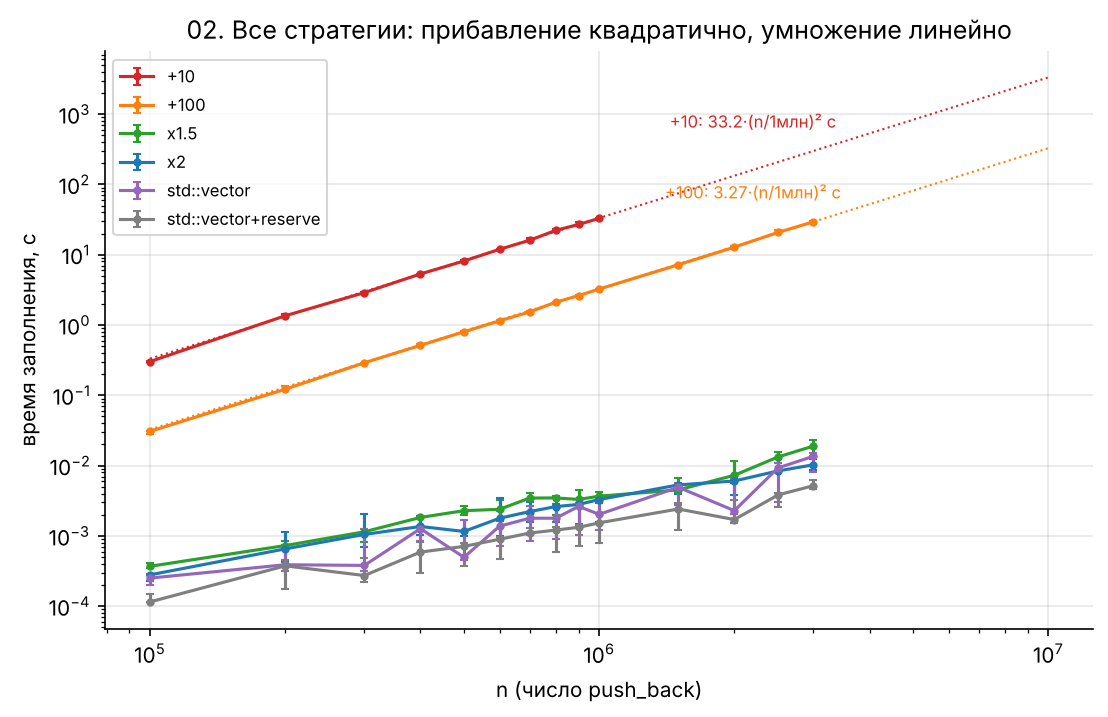 02. Все стратегии: прибавление квадратично, умножение линейно
+10
+100
x1.5
x2
std::vector
std::vector+reserve
+10: 33.2·(n/1млн)² с
+100: 3.27·(n/1млн)² с
время заполнения, с
10³
10²
10¹
10⁰
10⁻¹
10⁻²
10⁻³
10⁻⁴
10⁵
10⁶
10⁷
n (число push_back)